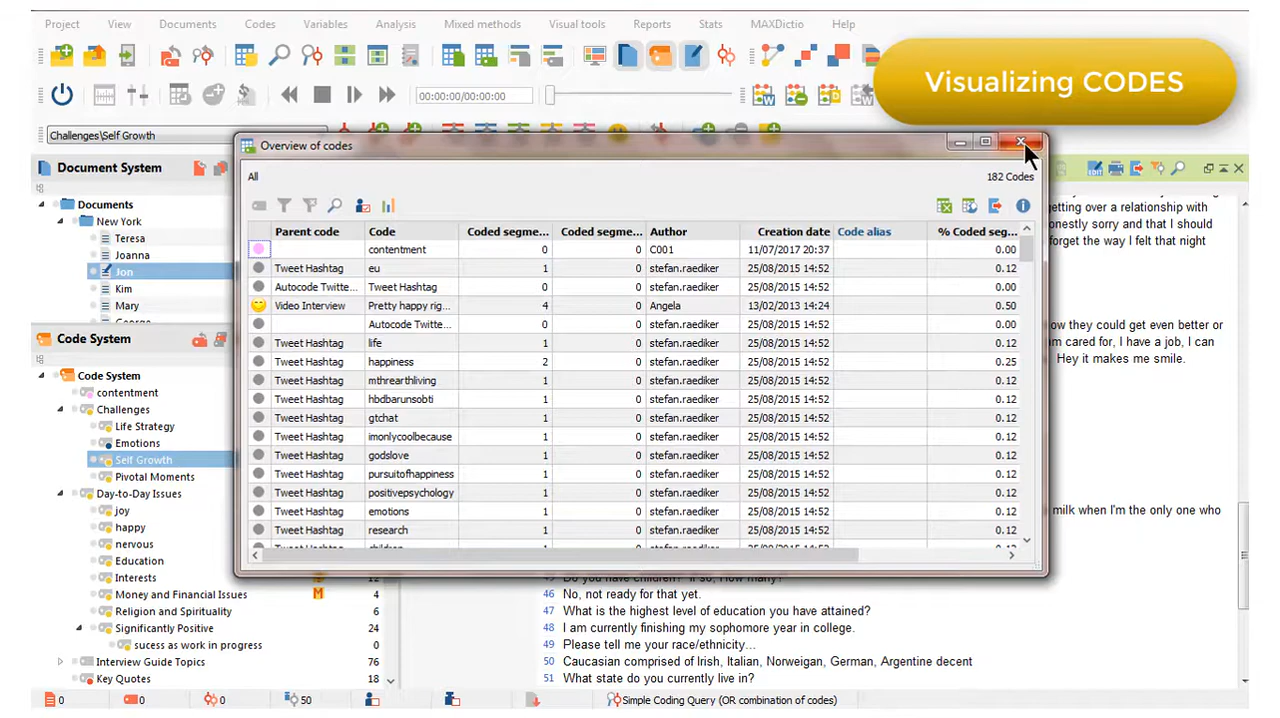 Project Import Documents Codes Variables Analysis Mixed methods Visual tools Reports Stats MAXDictio Help
Visualizing CODES
00:00:00/00:00:00
Challenges\Self Growth
Overview of codes
All
182 Codes
Parent code Code Coded segme... Coded segme... Author Creation date Code alias % Coded seg...
contentment 0 0 C001 11/07/2017 20:37 0.00
Tweet Hashtag eu 1 0 stefan.raediker 25/08/2015 14:52 0.12
Autocode Twitte... Tweet Hashtag 0 0 stefan.raediker 25/08/2015 14:52 0.00
Video Interview Pretty happy rig... 4 0 Angela 13/02/2013 14:24 0.50
Autocode Twitte... 0 0 stefan.raediker 25/08/2015 14:52 0.00
Tweet Hashtag life 1 0 stefan.raediker 25/08/2015 14:52 0.12
Tweet Hashtag happiness 2 0 stefan.raediker 25/08/2015 14:52 0.25
Tweet Hashtag mthrearthliving 1 0 stefan.raediker 25/08/2015 14:52 0.12
Tweet Hashtag hbdbarunsobti 1 0 stefan.raediker 25/08/2015 14:52 0.12
Tweet Hashtag gtchat 1 0 stefan.raediker 25/08/2015 14:52 0.12
Tweet Hashtag imonlycoolbecause 1 0 stefan.raediker 25/08/2015 14:52 0.12
Tweet Hashtag godslove 1 0 stefan.raediker 25/08/2015 14:52 0.12
Tweet Hashtag pursuitofhappiness 1 0 stefan.raediker 25/08/2015 14:52 0.12
Tweet Hashtag positivepsychology 1 0 stefan.raediker 25/08/2015 14:52 0.12
Tweet Hashtag emotions 1 0 stefan.raediker 25/08/2015 14:52 0.12
Tweet Hashtag research 1 0 stefan.raediker 25/08/2015 14:52 0.12
Document System
Documents
New York
Teresa
Joanna
Jon
Kim
Mary
Code System
Code System
contentment
Challenges
Life Strategy
Emotions
Self Growth
Pivotal Moments
Day-to-Day Issues
joy
happy
nervous
Education
Interests 12
Money and Financial Issues M 4
Religion and Spirituality 6
Significantly Positive 24
sucess as work in progress 0
Interview Guide Topics 76
Key Quotes 18
getting over a relationship with
onestly sorry and that I should
forget the way I felt that night
ow they could get even better or
m cared for, I have a job, I can
Hey it makes me smile.
milk when I'm the only one who
45 Do you have children? If so, How many?
46 No, not ready for that yet.
47 What is the highest level of education you have attained?
48 I am currently finishing my sophomore year in college.
49 Please tell me your race/ethnicity...
50 Caucasian comprised of Irish, Italian, Norweigan, German, Argentine decent
51 What state do you currently live in?
0 0 0 50 Simple Coding Query (OR combination of codes)